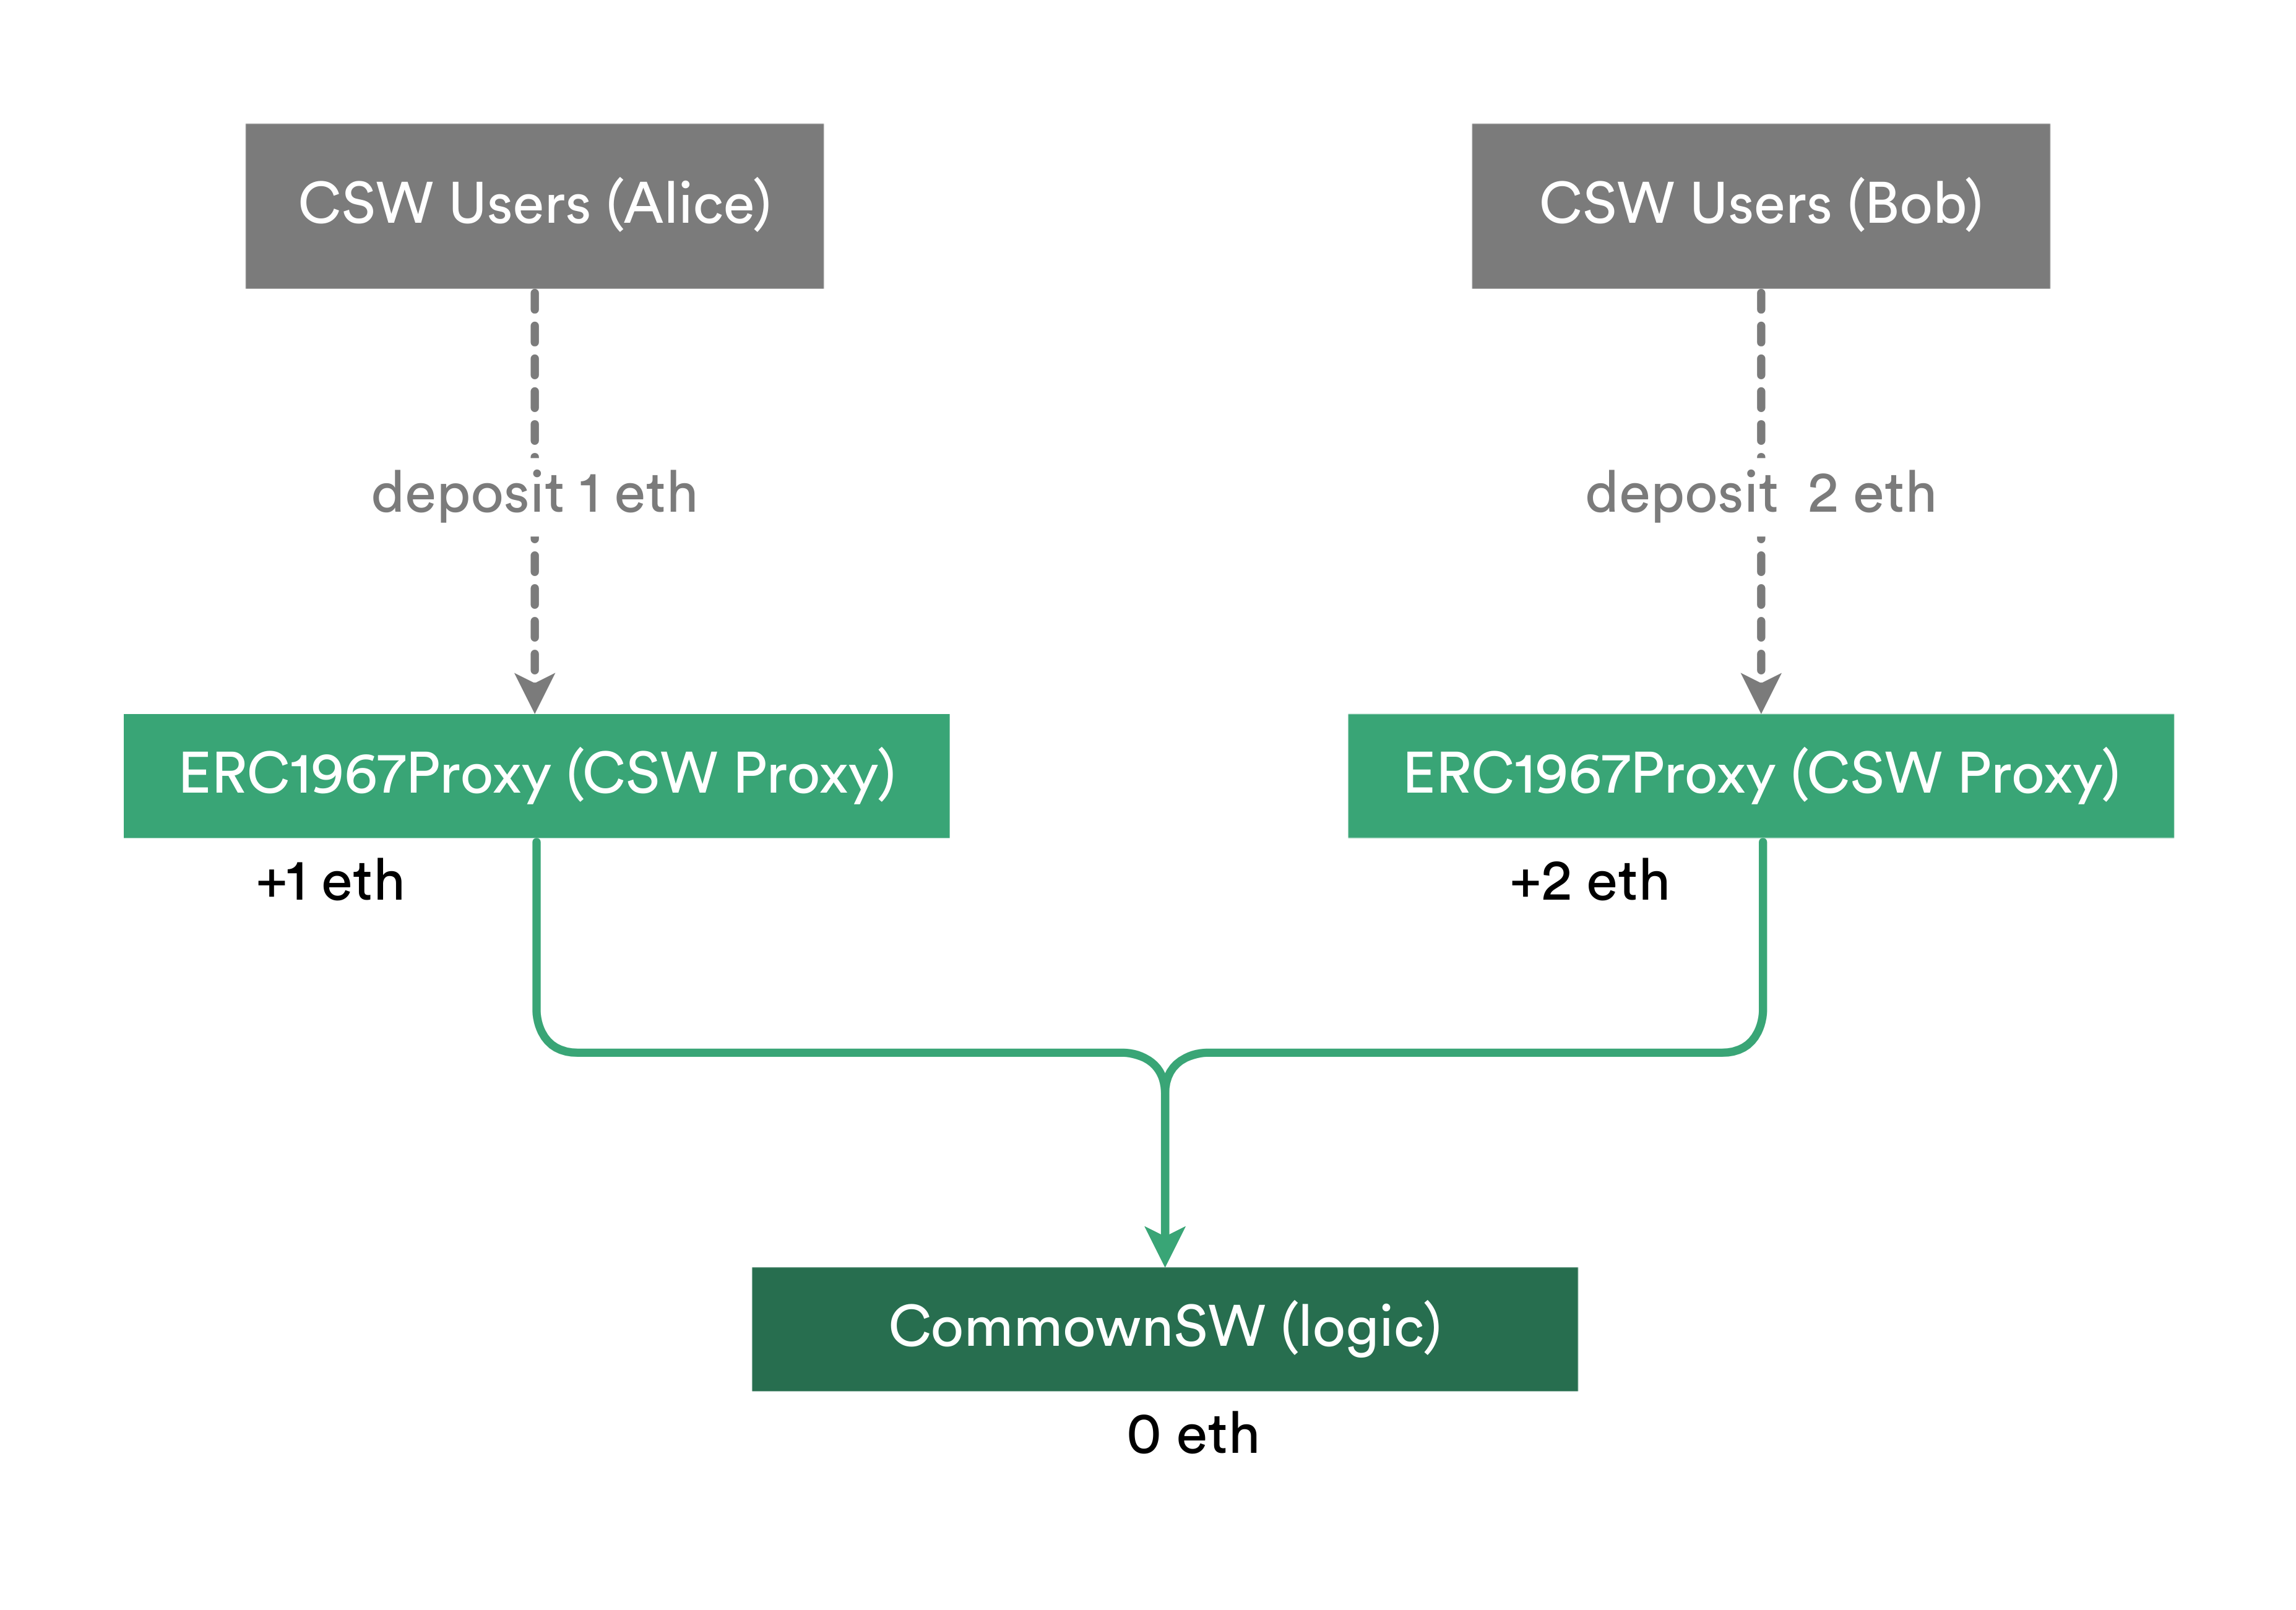 CSW Users (Alice)
CSW Users (Bob)
deposit 1 eth
deposit 2 eth
ERC1967Proxy (CSW Proxy)
ERC1967Proxy (CSW Proxy)
+1 eth
+2 eth
CommownSW (logic)
0 eth